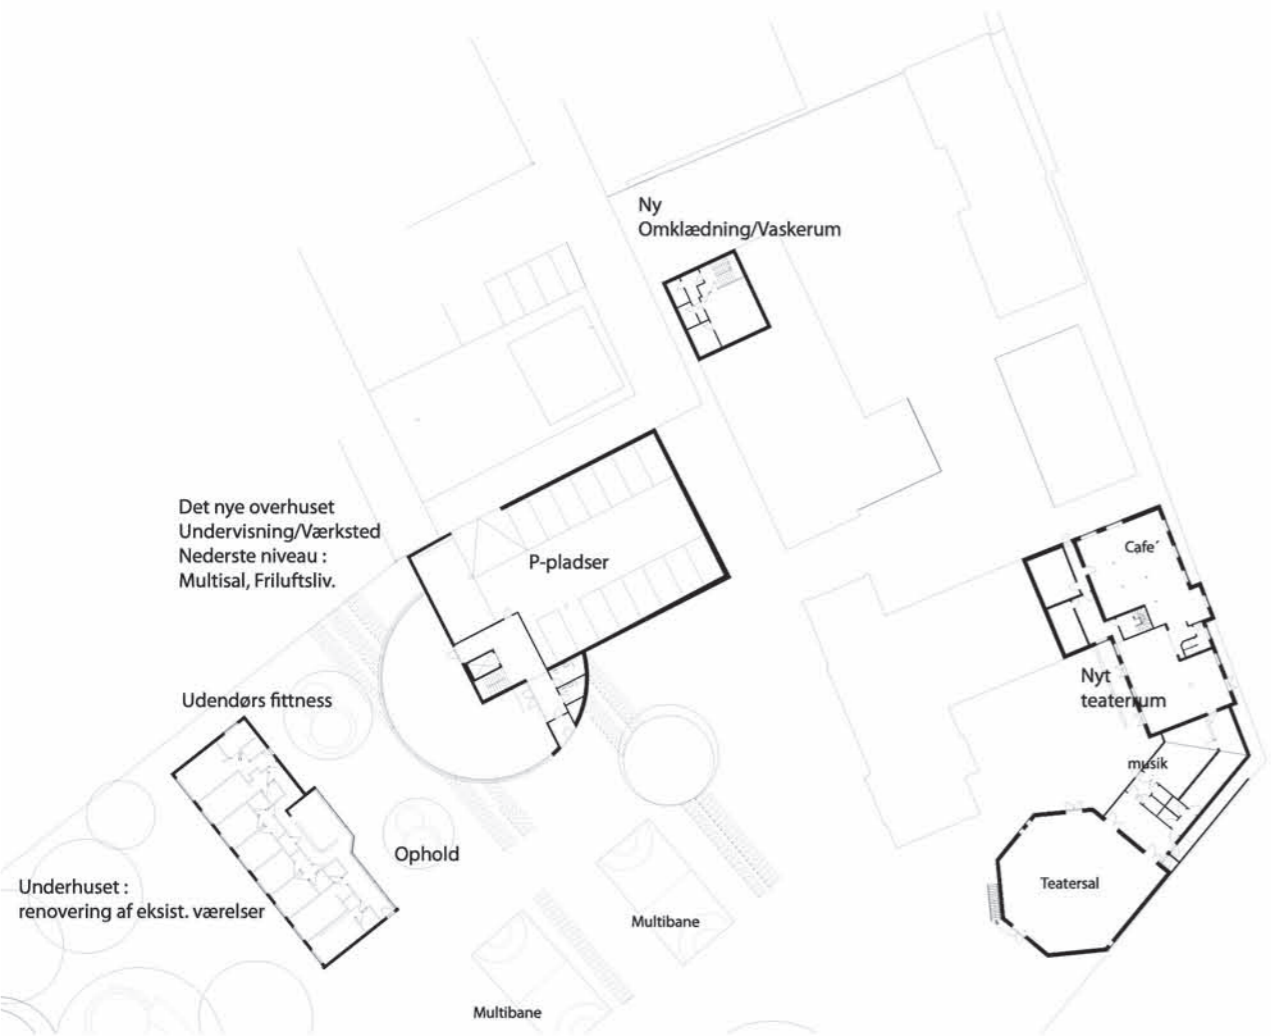 Ny
Omklædning/Vaskerum
Det nye overhuset
Undervisning/Værksted
Nederste niveau :
Multisal, Friluftsliv.
P-pladser
Cafe´
Nyt
teaterrum
musik
Teatersal
Udendørs fittness
Ophold
Underhuset :
renovering af eksist. værelser
Multibane
Multibane